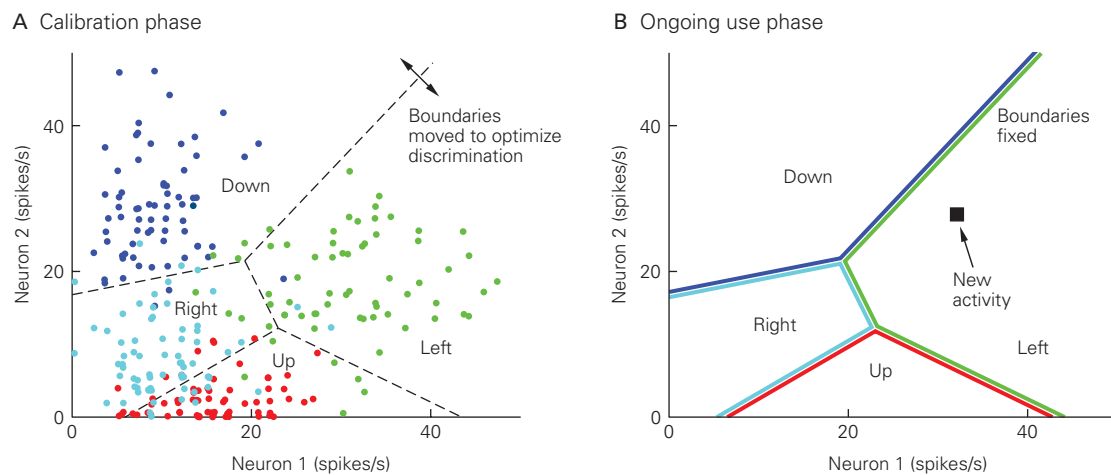 A Calibration phase
40
20
0
0
20
40
Neuron 2 (spikes/s)
Neuron 1 (spikes/s)
Down
Right
Up
Left
Boundaries
moved to optimize
discrimination
B Ongoing use phase
40
20
0
0
20
40
Neuron 2 (spikes/s)
Neuron 1 (spikes/s)
Down
Right
Up
Left
Boundaries
fixed
New
activity